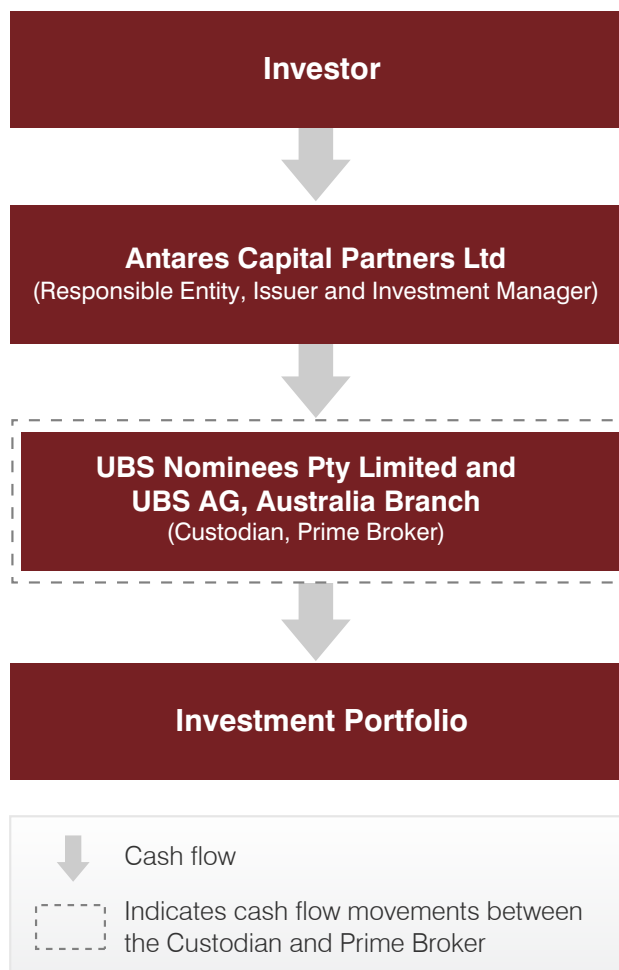 Investor
Antares Capital Partners Ltd
(Responsible Entity, Issuer and Investment Manager)
UBS Nominees Pty Limited and
UBS AG, Australia Branch
(Custodian, Prime Broker)
Investment Portfolio
Cash flow
Indicates cash flow movements between
the Custodian and Prime Broker